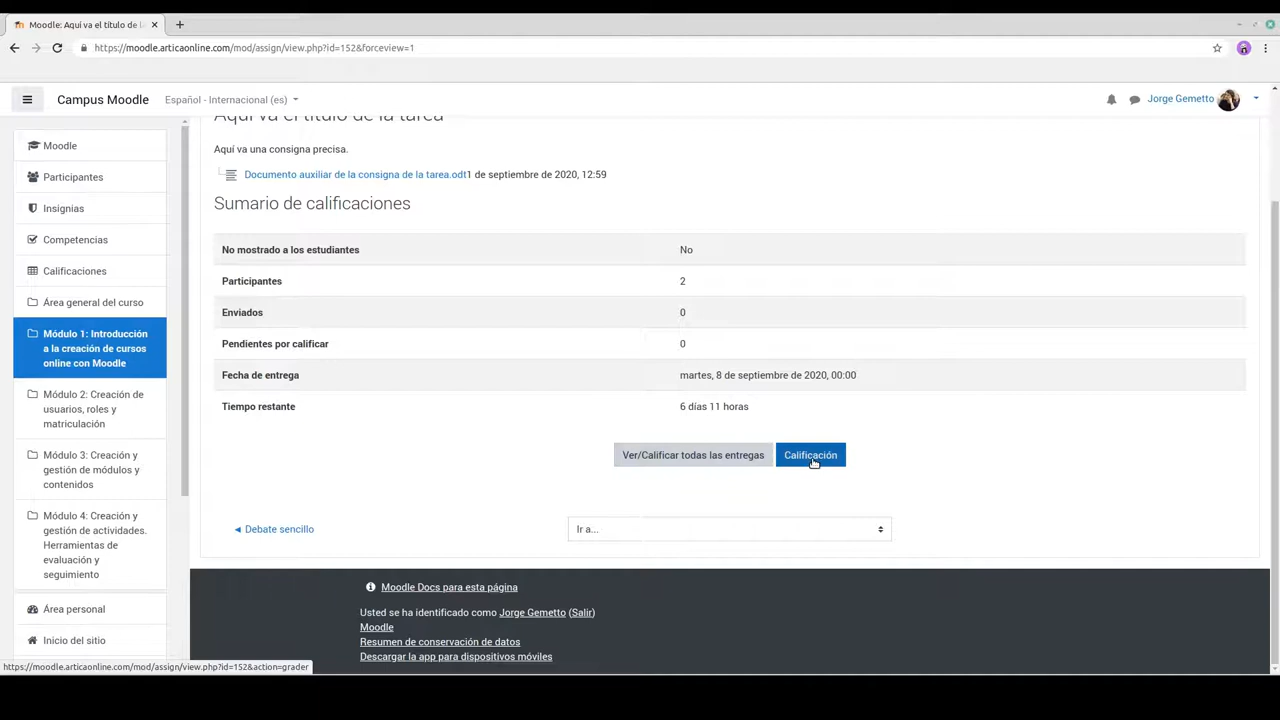 Moodle: Aquí va el título de la
https://moodle.articaonline.com/mod/assign/view.php?id=152&forceview=1
Campus Moodle
Español - Internacional (es)
Jorge Gemetto
Moodle
Participantes
Insignias
Competencias
Calificaciones
Área general del curso
Módulo 1: Introducción
a la creación de cursos
online con Moodle
Módulo 2: Creación de
usuarios, roles y
matriculación
Módulo 3: Creación y
gestión de módulos y
contenidos
Módulo 4: Creación y
gestión de actividades.
Herramientas de
evaluación y
seguimiento
Área personal
Inicio del sitio
Aquí va el título de la tarea
Aquí va una consigna precisa.
Documento auxiliar de la consigna de la tarea.odt1 de septiembre de 2020, 12:59
Sumario de calificaciones
No mostrado a los estudiantes No
Participantes 2
Enviados 0
Pendientes por calificar 0
Fecha de entrega martes, 8 de septiembre de 2020, 00:00
Tiempo restante 6 días 11 horas
Ver/Calificar todas las entregas Calificación
◄ Debate sencillo Ir a...
Moodle Docs para esta página
Usted se ha identificado como Jorge Gemetto (Salir)
Moodle
Resumen de conservación de datos
Descargar la app para dispositivos móviles
https://moodle.articaonline.com/mod/assign/view.php?id=152&action=grader